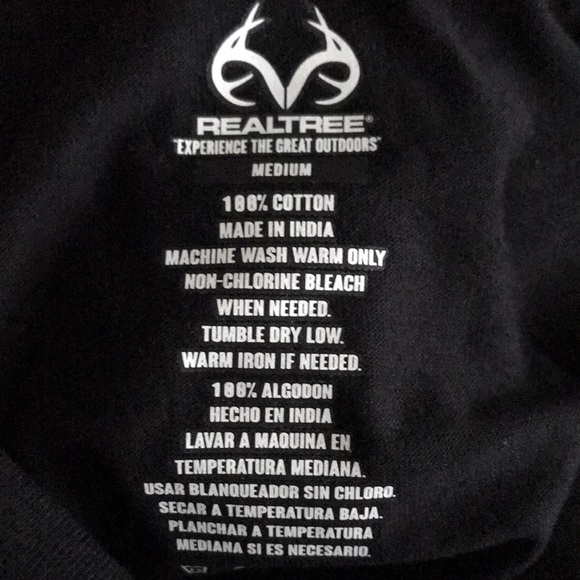 REALTREE®
"EXPERIENCE THE GREAT OUTDOORS"
MEDIUM
100% COTTON
MADE IN INDIA
MACHINE WASH WARM ONLY
NON-CHLORINE BLEACH
WHEN NEEDED.
TUMBLE DRY LOW.
WARM IRON IF NEEDED.
100% ALGODON
HECHO EN INDIA
LAVAR A MAQUINA EN
TEMPERATURA MEDIANA.
USAR BLANQUEADOR SIN CHLORO.
SECAR A TEMPERATURA BAJA.
PLANCHAR A TEMPERATURA
MEDIANA SI ES NECESARIO.